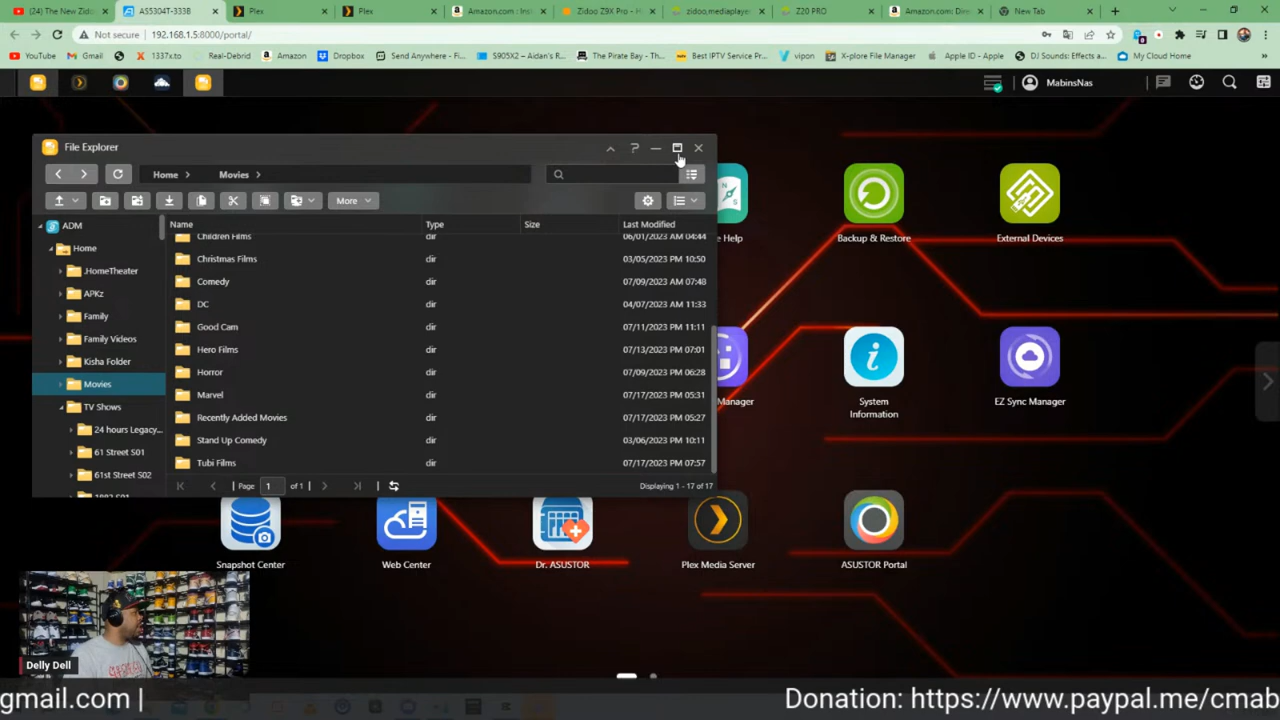 (24) The New Zido
AS5304T-333B
Plex
Plex
Amazon.com : Inst
Zidoo Z9X Pro - H
zidoo,mediaplayer
Z20 PRO
Amazon.com: Dire
New Tab
Not secure | 192.168.1.5:8000/portal/
YouTube
Gmail
1337x.to
Real-Debrid
Amazon
Dropbox
Send Anywhere - Fi...
S905X2 – Aidan's R...
The Pirate Bay - Th...
Best IPTV Service Pr...
vipon
X-plore File Manager
Apple ID - Apple
DJ Sounds: Effects a...
My Cloud Home
MabinsNas
File Explorer
Home
Movies
More
ADM
Home
.HomeTheater
APKz
Family
Family Videos
Kisha Folder
Movies
TV Shows
24 hours Legacy...
61 Street S01
61st Street S02
Name Type Size Last Modified
Children Films dir 06/01/2023 AM 04:44
Christmas Films dir 03/05/2023 PM 10:50
Comedy dir 07/09/2023 AM 07:48
DC dir 04/07/2023 AM 11:33
Good Cam dir 07/11/2023 PM 11:11
Hero Films dir 07/13/2023 PM 07:01
Horror dir 07/09/2023 PM 06:28
Marvel dir 07/17/2023 PM 05:31
Recently Added Movies dir 07/17/2023 PM 05:27
Stand Up Comedy dir 03/06/2023 PM 10:11
Tubi Films dir 07/17/2023 PM 07:57
Page 1 of 1
Displaying 1 - 17 of 17
e Help
Backup & Restore
External Devices
Manager
System
Information
EZ Sync Manager
Snapshot Center
Web Center
Dr. ASUSTOR
Plex Media Server
ASUSTOR Portal
Delly Dell
gmail.com |
Donation: https://www.paypal.me/cmab